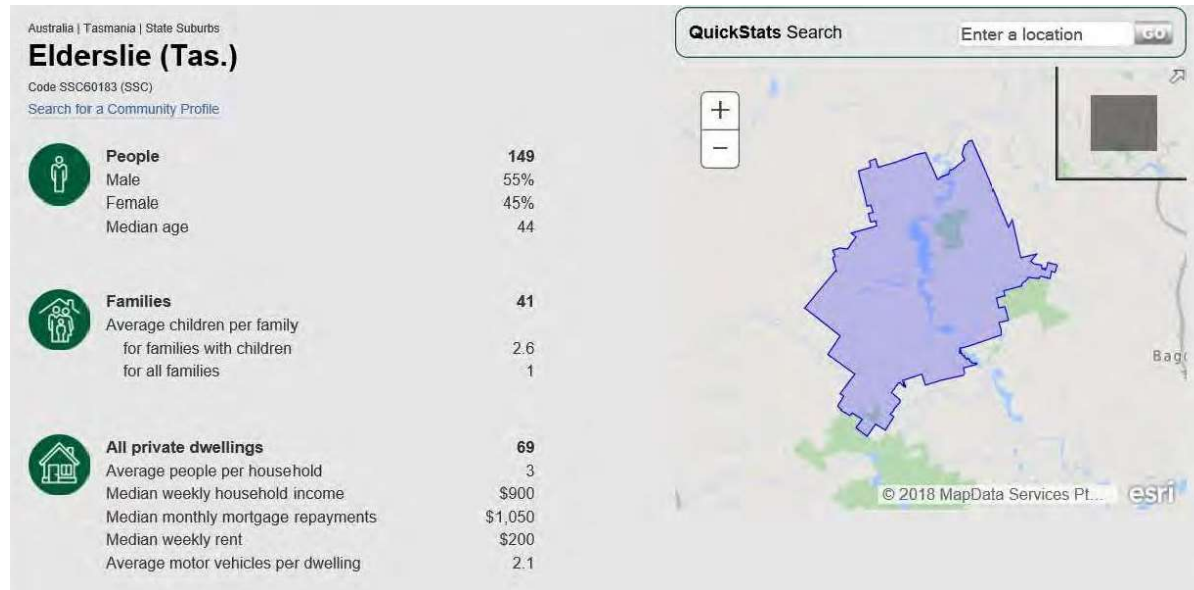 Australia | Tasmania | State Suburbs
Elderslie (Tas.)
Code SSC60183 (SSC)
Search for a Community Profile
People 149
Male 55%
Female 45%
Median age 44
Families 41
Average children per family
for families with children 2.6
for all families 1
All private dwellings 69
Average people per household 3
Median weekly household income $900
Median monthly mortgage repayments $1,050
Median weekly rent $200
Average motor vehicles per dwelling 2.1
QuickStats Search Enter a location GO
+
−
Bag
© 2018 MapData Services Pt... esri